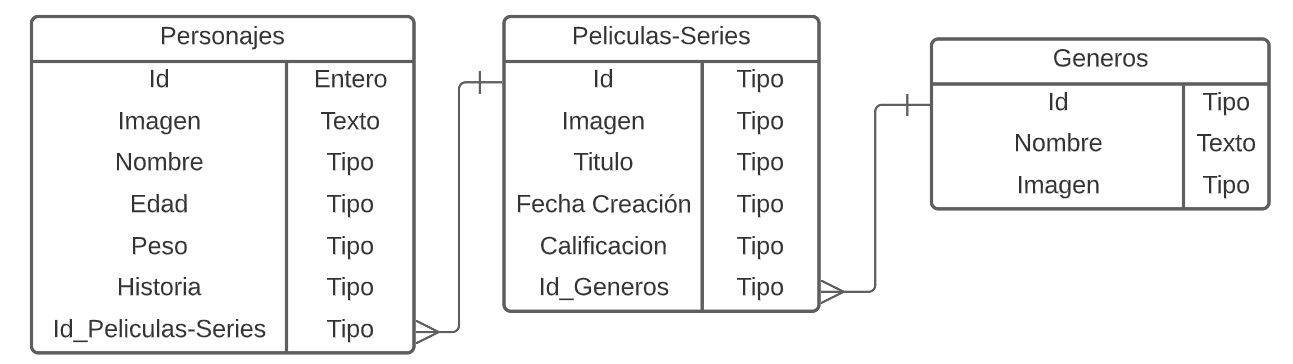 Personajes
Id Entero
Imagen Texto
Nombre Tipo
Edad Tipo
Peso Tipo
Historia Tipo
Id_Peliculas-Series Tipo
Peliculas-Series
Id Tipo
Imagen Tipo
Titulo Tipo
Fecha Creación Tipo
Calificacion Tipo
Id_Generos Tipo
Generos
Id Tipo
Nombre Texto
Imagen Tipo